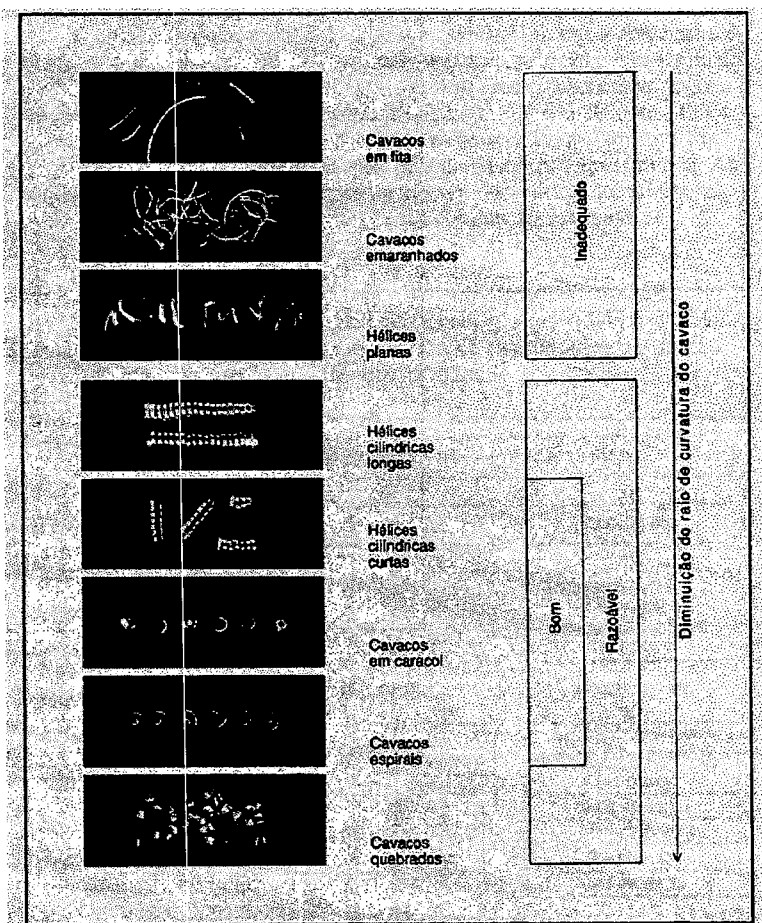 Cavacos
em fita
Cavacos
emaranhados
Hélices
planas
Hélices
cilíndricas
longas
Hélices
cilíndricas
curtas
Cavacos
em caracol
Cavacos
espirais
Cavacos
quebrados
Inadequado
Bom
Razoável
Diminuição do raio de curvatura do cavaco